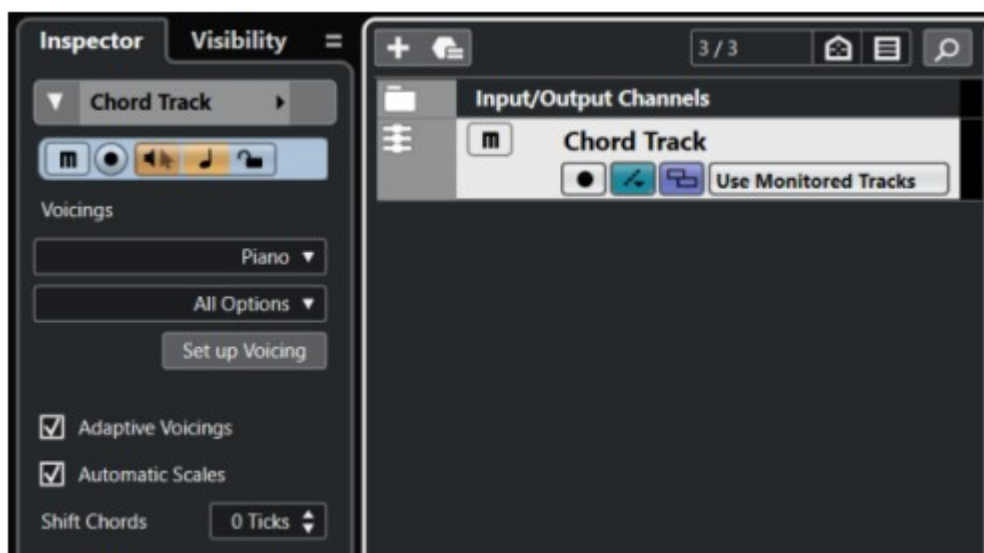 Inspector Visibility
Chord Track
m
Voicings
Piano
All Options
Set up Voicing
Adaptive Voicings
Automatic Scales
Shift Chords 0 Ticks
3/3
Input/Output Channels
m Chord Track
Use Monitored Tracks